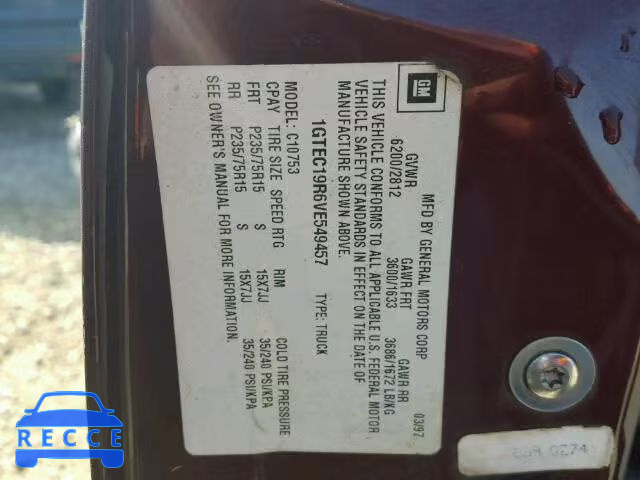 GM
MFD BY GENERAL MOTORS CORP 03/97
GVWR GAWR FRT GAWR RR
6200/2812 3600/1633 3686/1672 LB/KG
THIS VEHICLE CONFORMS TO ALL APPLICABLE U.S. FEDERAL MOTOR
VEHICLE SAFETY STANDARDS IN EFFECT ON THE DATE OF
MANUFACTURE SHOWN ABOVE.
1GTEC19R6VE549457 TYPE: TRUCK
MODEL: C10753
CPAY TIRE SIZE SPEED RTG RIM COLD TIRE PRESSURE
FRT P235/75R15 S 15X7JJ 35/240 PSI/KPA
RR P235/75R15 S 15X7JJ 35/240 PSI/KPA
SEE OWNER'S MANUAL FOR MORE INFORMATION.
RECCE